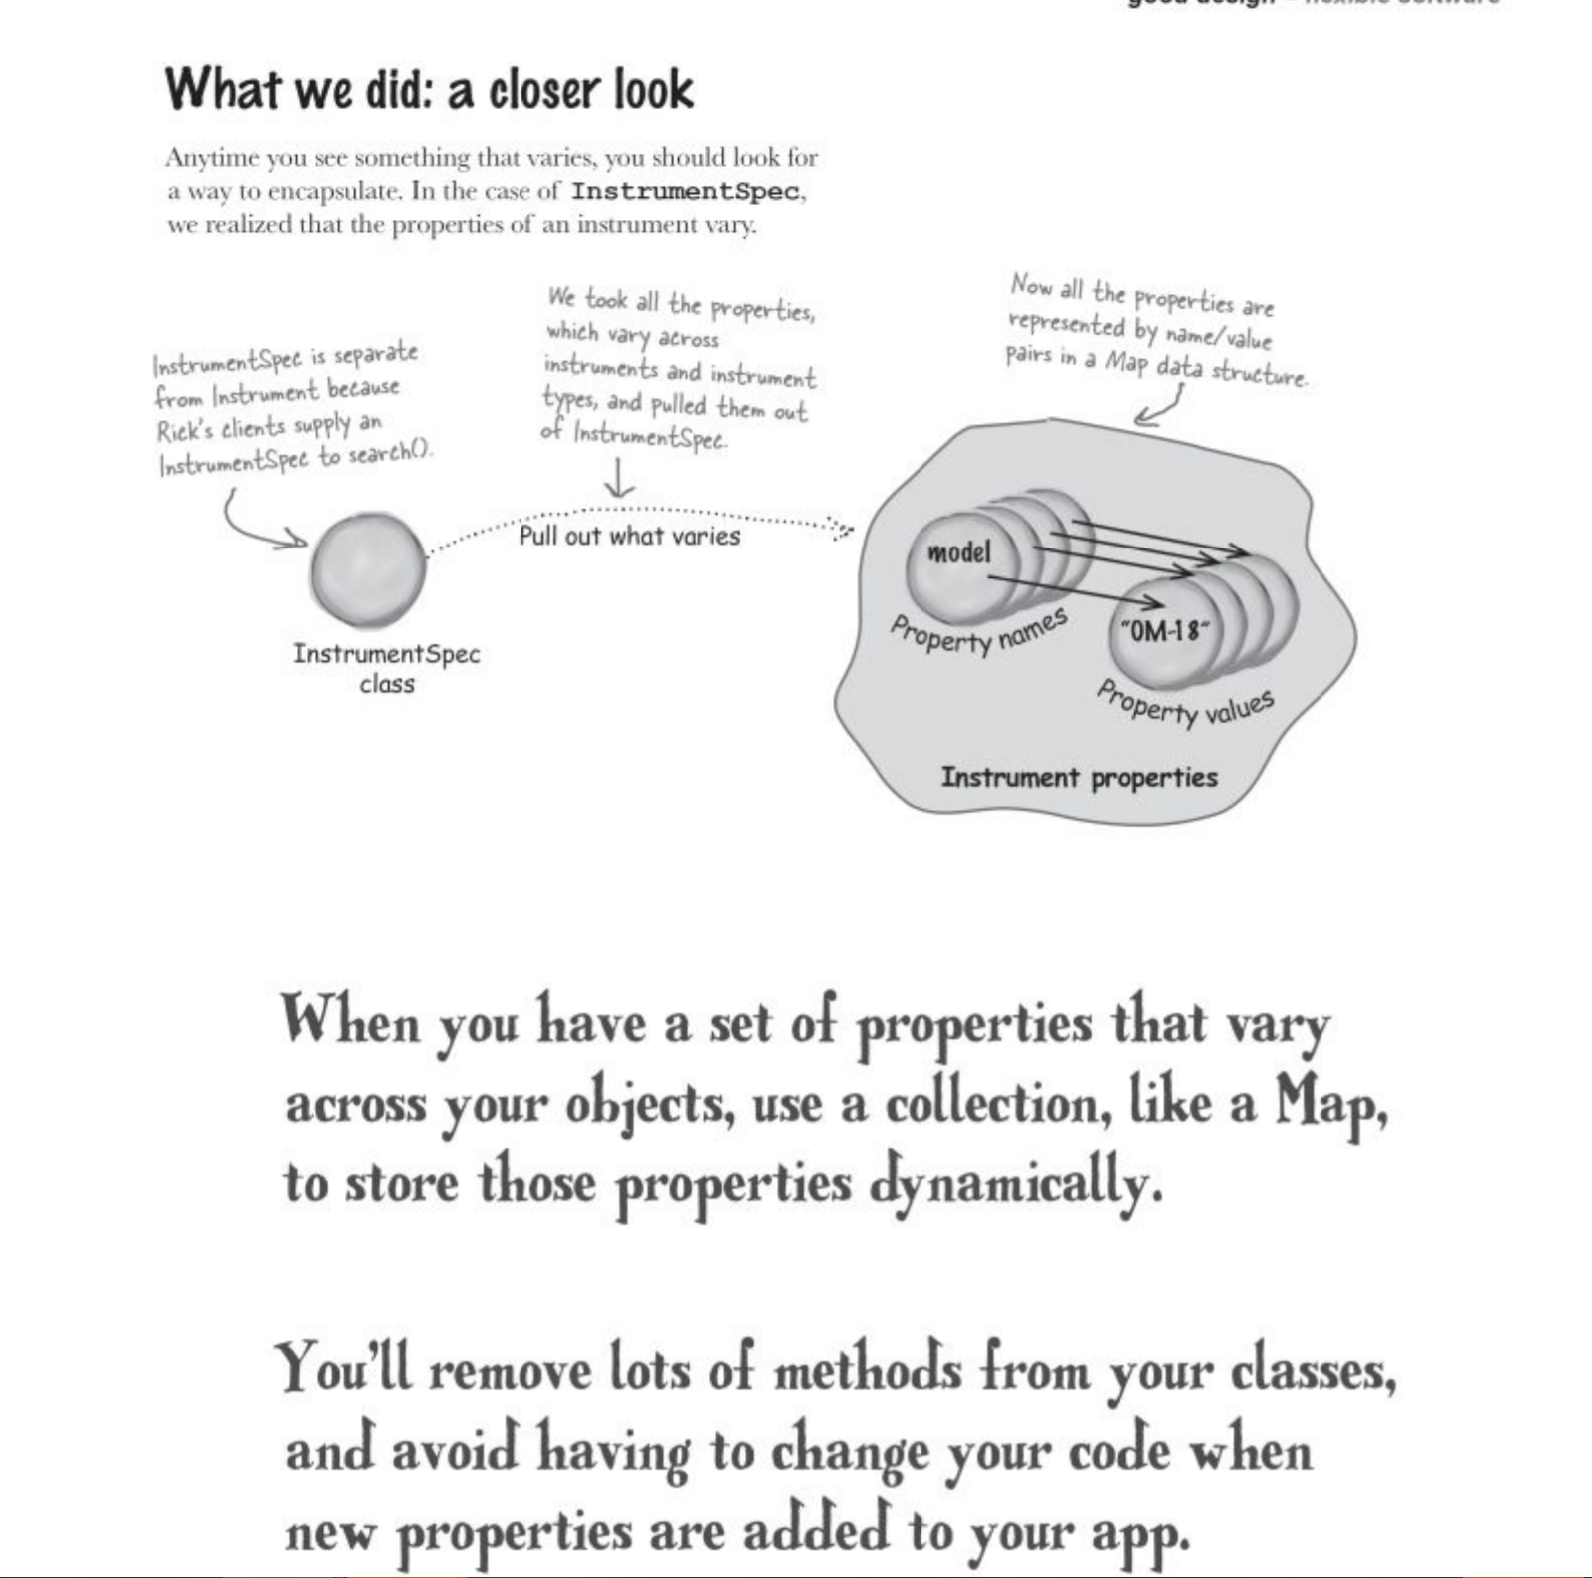 good design = flexible software
What we did: a closer look
Anytime you see something that varies, you should look for
a way to encapsulate. In the case of InstrumentSpec,
we realized that the properties of an instrument vary.
InstrumentSpec is separate
from Instrument because
Rick's clients supply an
InstrumentSpec to search().
We took all the properties,
which vary across
instruments and instrument
types, and pulled them out
of InstrumentSpec.
Now all the properties are
represented by name/value
pairs in a Map data structure.
Pull out what varies
InstrumentSpec
class
model
Property names
"OM-18"
Property values
Instrument properties
When you have a set of properties that vary
across your objects, use a collection, like a Map,
to store those properties dynamically.
You'll remove lots of methods from your classes,
and avoid having to change your code when
new properties are added to your app.